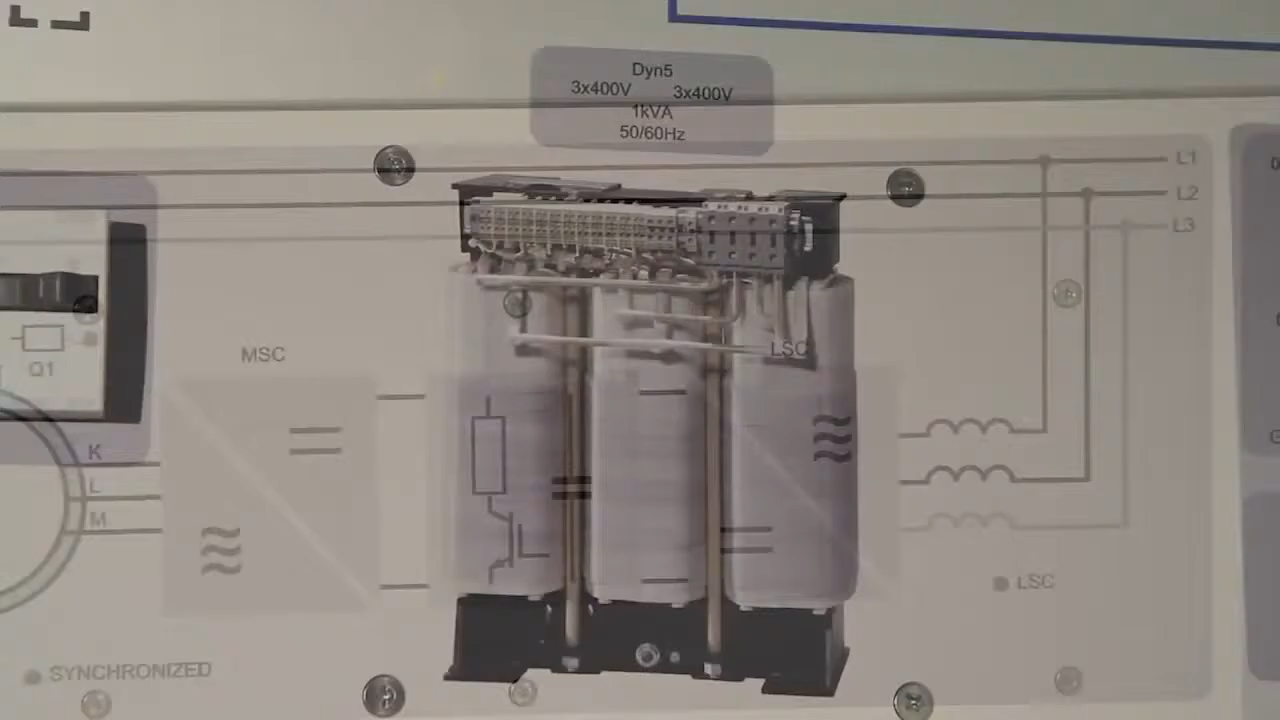 Dyn5
3x400V 3x400V
1kVA
50/60Hz
L1
L2
L3
Q1
MSC
LSC
K
L
M
LSC
SYNCHRONIZED